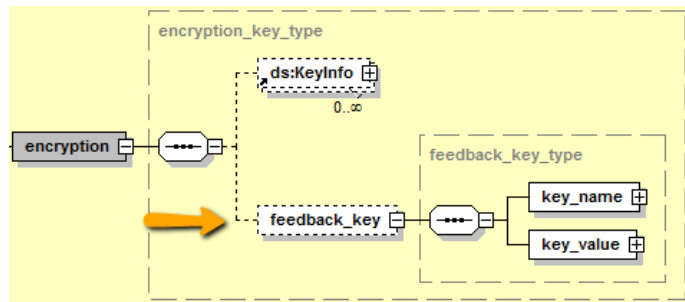 encryption_key_type
ds:KeyInfo
0..∞
encryption
feedback_key_type
feedback_key
key_name
key_value